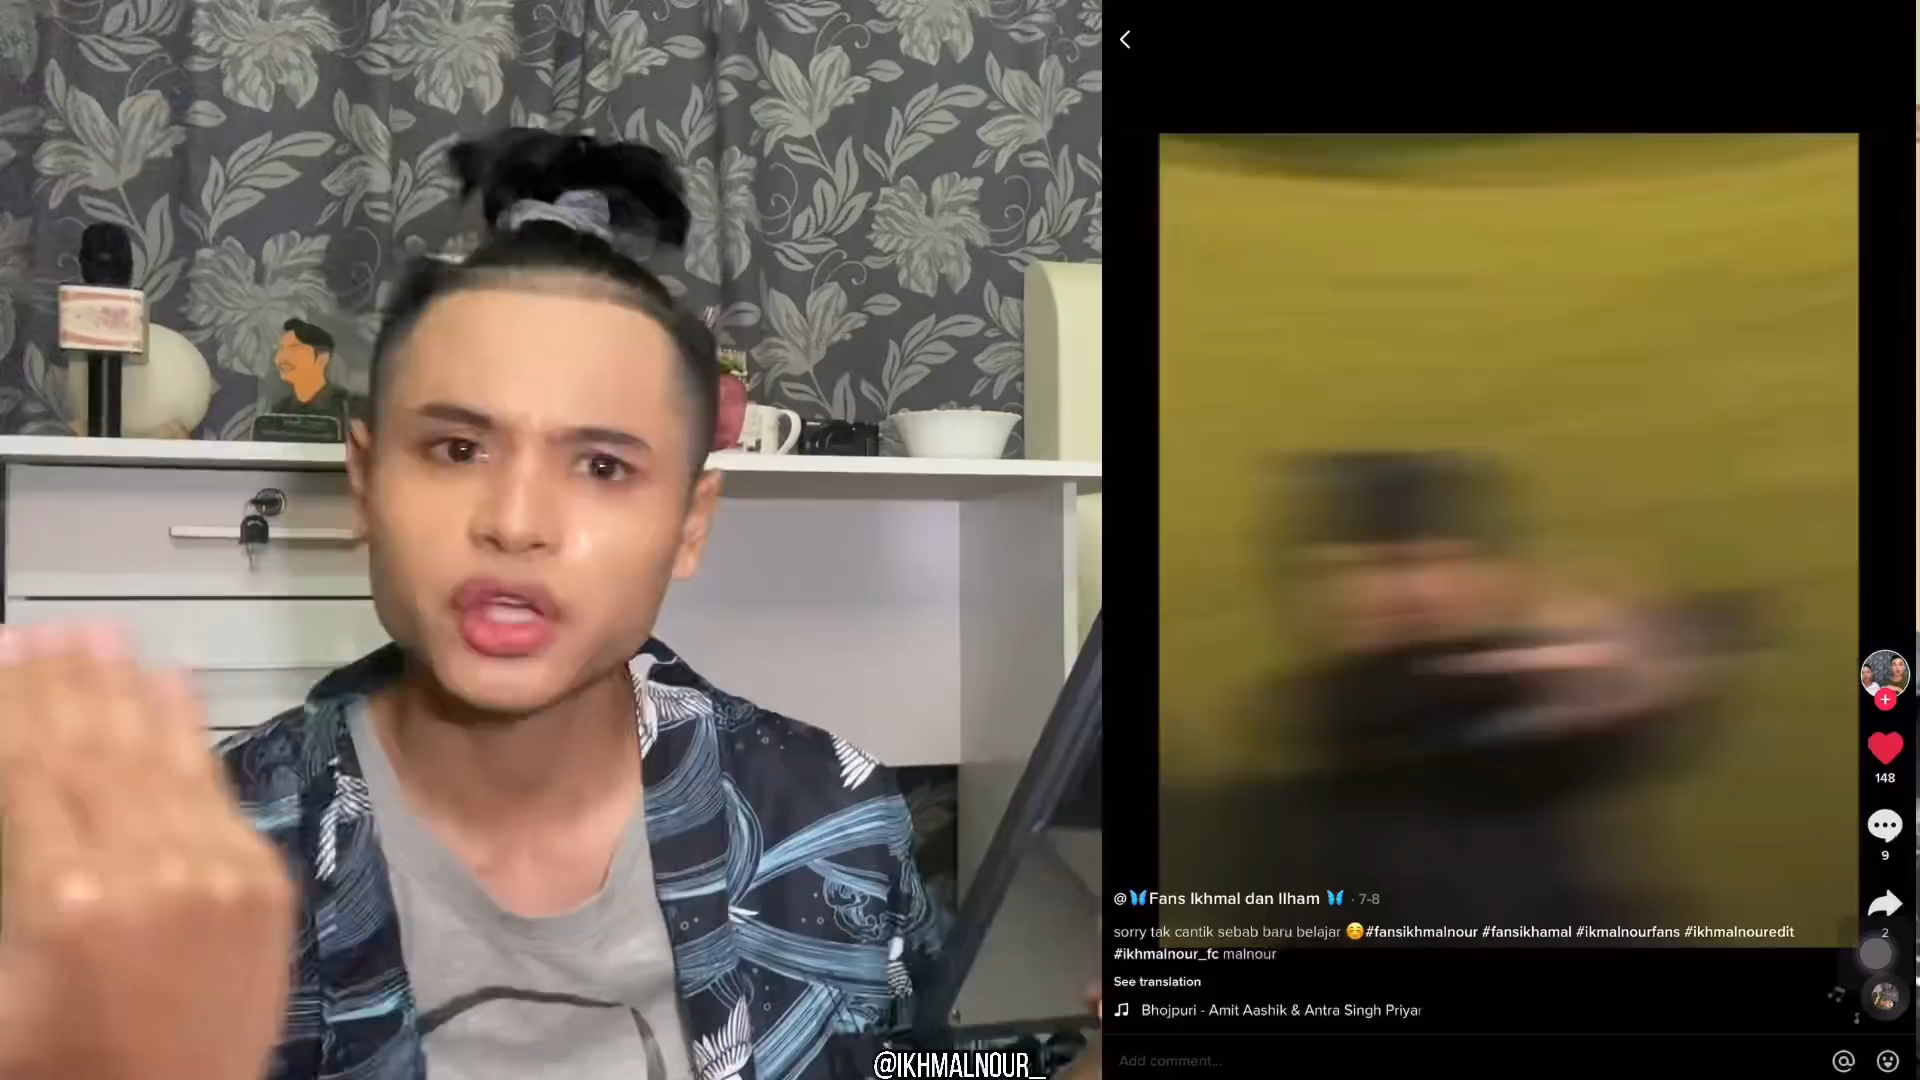 @🦋Fans Ikhmal dan Ilham 🦋 · 7-8
sorry tak cantik sebab baru belajar ☺️#fansikhmalnour #fansikhamal #ikmalnourfans #ikhmalnouredit
#ikhmalnour_fc malnour
See translation
Bhojpuri - Amit Aashik & Antra Singh Priyar
148
9
2
Add comment...
@IKHMALNOUR_